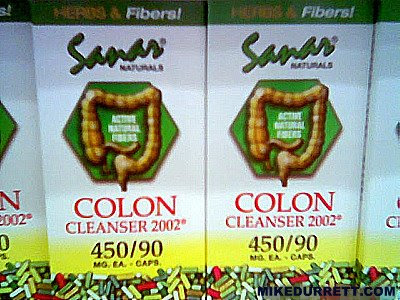 HERBS & Fibers!
HERBS & Fibers!
Sanar
NATURALS
ACTIVE
NATURAL
FIBERS
COLON
CLEANSER 2002®
450/90
MG. EA. - CAPS.
Sanar
NATURALS
ACTIVE
NATURAL
FIBERS
COLON
CLEANSER 2002®
450/90
MG. EA. - CAPS.
MIKEDURRETT.COM